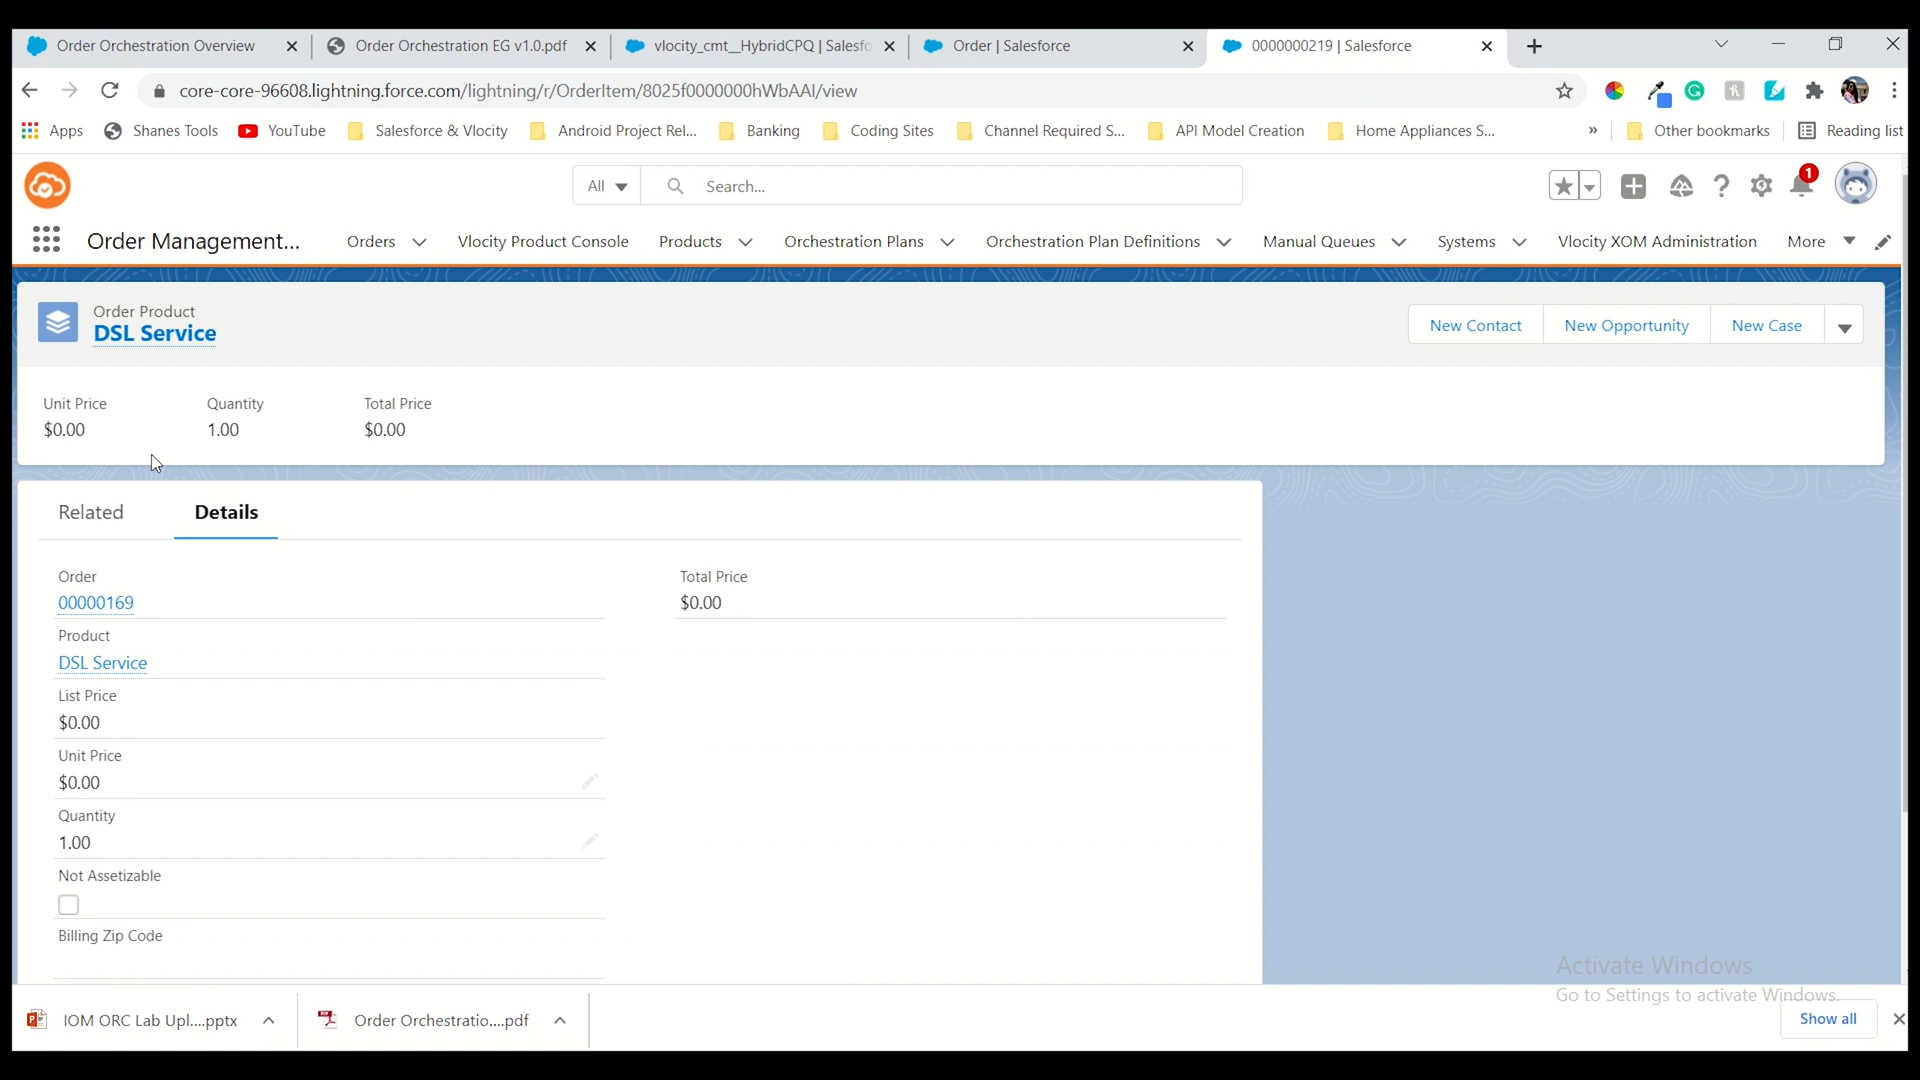 Order Orchestration Overview
Order Orchestration EG v1.0.pdf
vlocity_cmt__HybridCPQ | Salesfo
Order | Salesforce
0000000219 | Salesforce
core-core-96608.lightning.force.com/lightning/r/OrderItem/8025f0000000hWbAAI/view
Apps
Shanes Tools
YouTube
Salesforce & Vlocity
Android Project Rel...
Banking
Coding Sites
Channel Required S...
API Model Creation
Home Appliances S...
»
Other bookmarks
Reading list
All
Search...
1
Order Management...
Orders
Vlocity Product Console
Products
Orchestration Plans
Orchestration Plan Definitions
Manual Queues
Systems
Vlocity XOM Administration
More
Order Product
DSL Service
New Contact
New Opportunity
New Case
Unit Price
$0.00
Quantity
1.00
Total Price
$0.00
Related
Details
Order
00000169
Total Price
$0.00
Product
DSL Service
List Price
$0.00
Unit Price
$0.00
Quantity
1.00
Not Assetizable
Billing Zip Code
Activate Windows
Go to Settings to activate Windows.
IOM ORC Lab Upl....pptx
Order Orchestratio....pdf
Show all